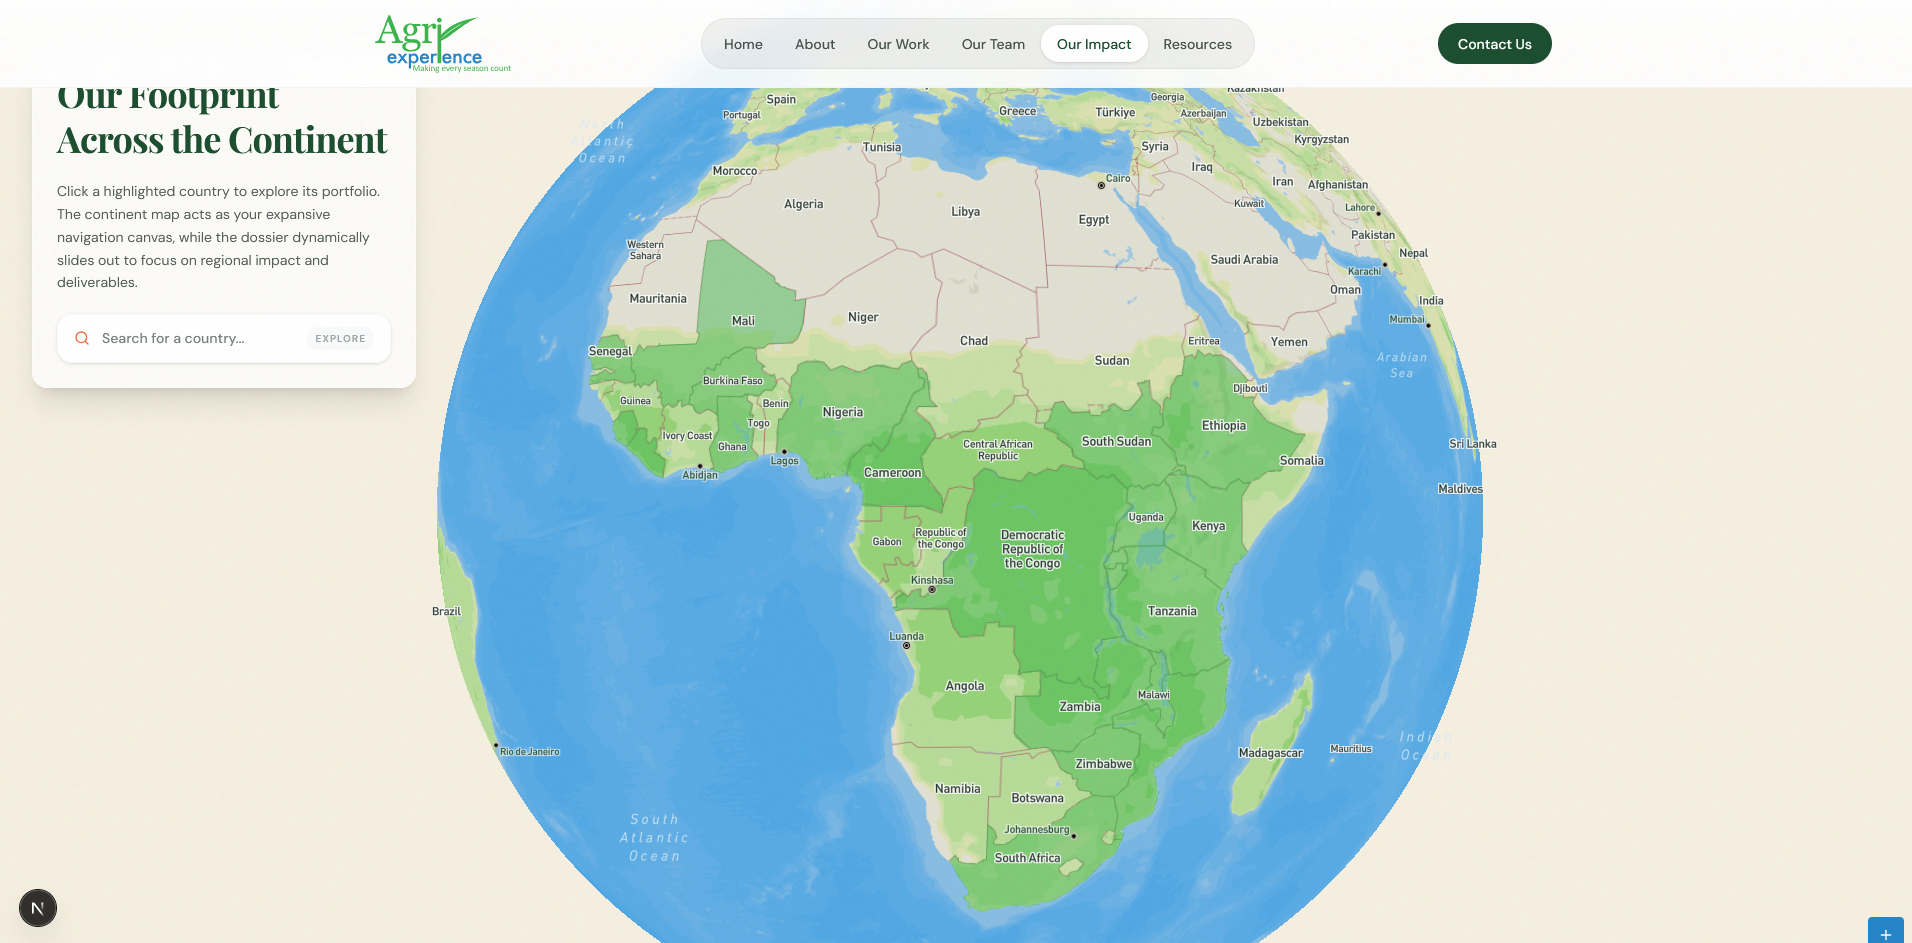 Agri
experience
Making every season count
Home
About
Our Work
Our Team
Our Impact
Resources
Contact Us
Our Footprint
Across the Continent
Click a highlighted country to explore its portfolio.
The continent map acts as your expansive
navigation canvas, while the dossier dynamically
slides out to focus on regional impact and
deliverables.
Search for a country...
EXPLORE
North
Atlantic
Ocean
Spain
Portugal
Greece
Türkiye
Georgia
Azerbaijan
Kazakhstan
Uzbekistan
Kyrgyzstan
Tunisia
Morocco
Syria
Iraq
Iran
Afghanistan
Cairo
Algeria
Libya
Egypt
Kuwait
Lahore
Pakistan
Nepal
Western
Sahara
Saudi Arabia
Karachi
Oman
India
Mauritania
Mali
Niger
Chad
Sudan
Eritrea
Yemen
Mumbai
Arabian
Sea
Senegal
Burkina Faso
Djibouti
Guinea
Benin
Nigeria
Togo
Ivory Coast
Ghana
Ethiopia
South Sudan
Central African
Republic
Sri Lanka
Somalia
Abidjan
Lagos
Cameroon
Maldives
Uganda
Kenya
Gabon
Republic of
the Congo
Democratic
Republic of
the Congo
Kinshasa
Brazil
Tanzania
Luanda
Angola
Zambia
Malawi
Rio de Janeiro
Madagascar
Mauritius
Indian
Ocean
Zimbabwe
Namibia
Botswana
Johannesburg
South Africa
South
Atlantic
Ocean
N
+